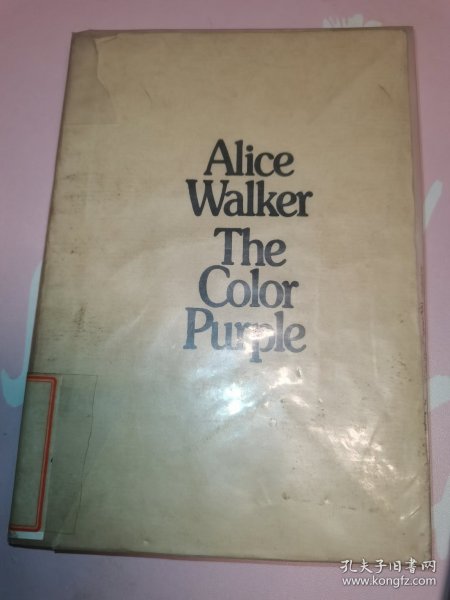 Alice
Walker
The
Color
Purple
孔夫子旧书网
www.kongfz.com